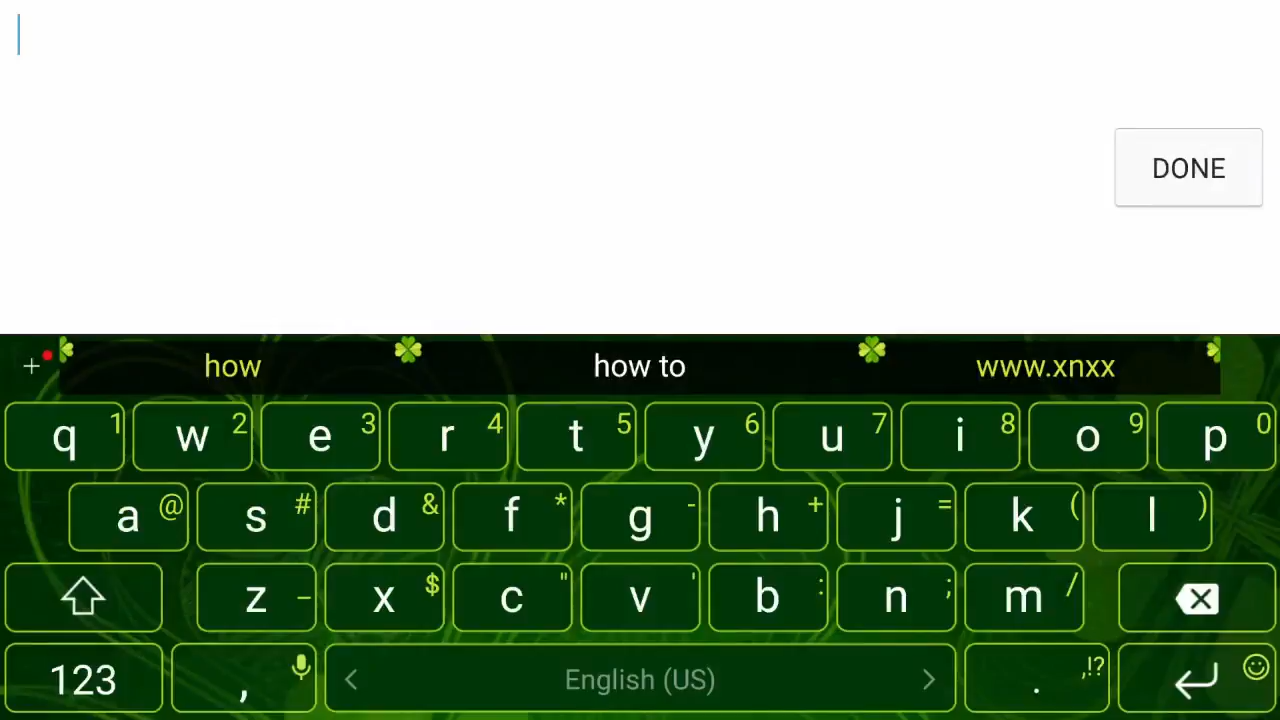 DONE
+ how how to www.xnxx
q 1 w 2 e 3 r 4 t 5 y 6 u 7 i 8 o 9 p 0
a @ s # d & f * g - h + j = k ( l )
z _ x $ c " v ' b : n ; m /
123 , < English (US) > . ,!?